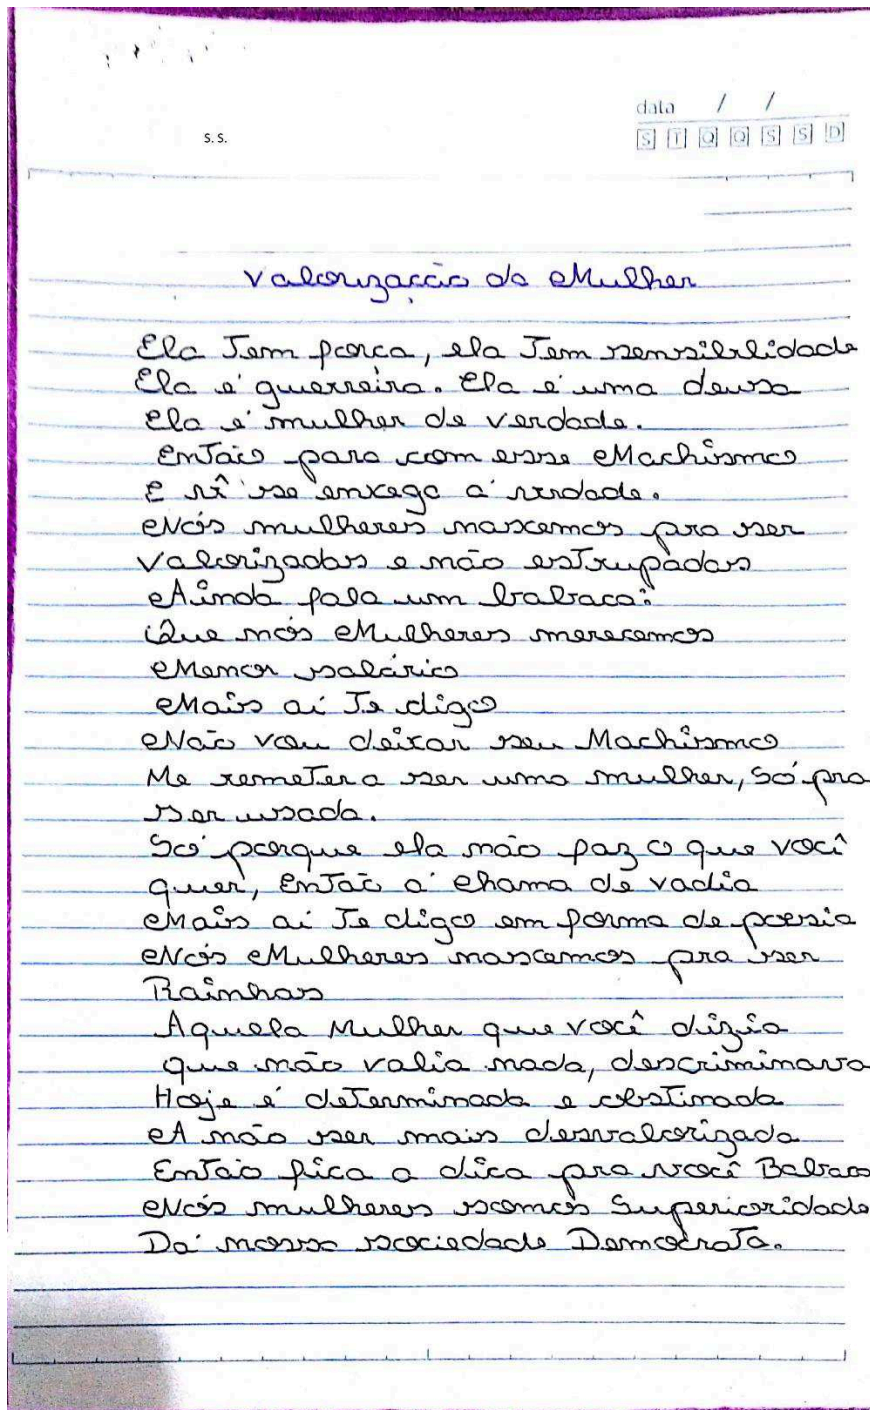 data / /
S T Q Q S S D
S. S.
Valorização da Mulher
Ela Tem força, ela Tem sensiblilidade
Ela é guerreira. Ela é uma deusa
Ela é mulher de verdade.
EnTão para com esse Machismo
E vê se enxega a verdade.
Nós mulheres nascemos pra ser
Valorizadas e não esTrupadas
Ainda fala um babaca:
Que nós Mulheres merecemos
Menor salário
Mais aí Te digo
Não vou deixar seu Machismo
Me remeter a ser uma mulher, Só pra
ser usada.
Só porque ela não faz o que você
quer, EnTão a chama de vadia
Mais aí Te digo em forma de poesia
Nós Mulheres nascemos pra ser
Rainhas
Aquela Mulher que você dizia
que não valia nada, descriminava
Hoje é deTerminada e obstinada
A não ser mais desvalorizada
EnTão fica a dica pra você Babaca
Nós mulheres somos Superioridade
Da nossa sociedade DemocraTa.